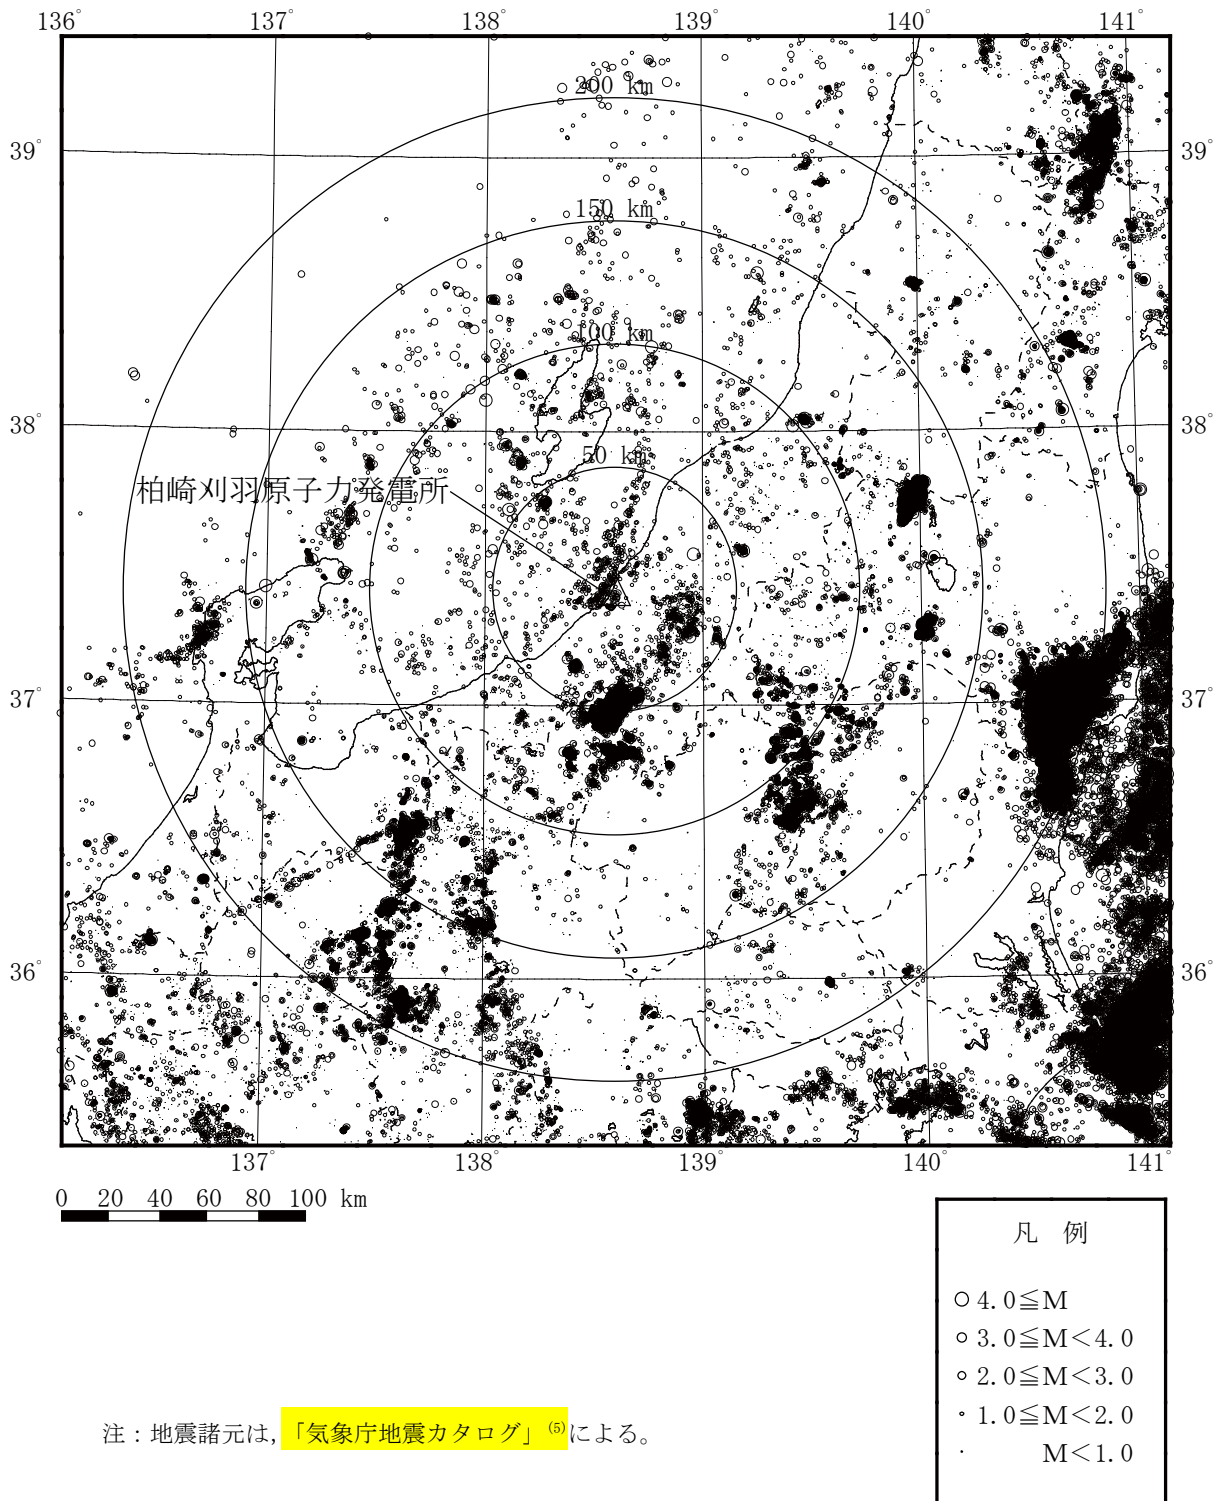 136° 137° 138° 139° 140° 141°
200 km
39° 39°
150 km
100 km
38° 38°
50 km
柏崎刈羽原子力発電所
37° 37°
36° 36°
137° 138° 139° 140° 141°
0 20 40 60 80 100 km
凡 例
4.0≦M
3.0≦M<4.0
2.0≦M<3.0
1.0≦M<2.0
M<1.0
注：地震諸元は,「気象庁地震カタログ」(5)による。